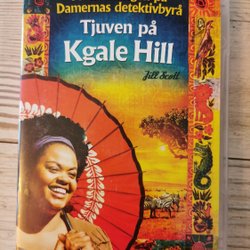 Damernas detektivbyrå
Tjuven på
Kgale Hill
Jill Scott